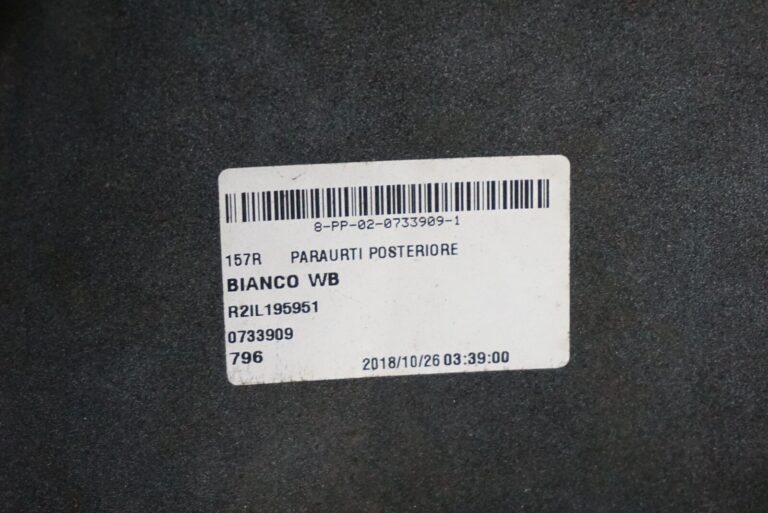 8-PP-02-0733909-1
157R PARAURTI POSTERIORE
BIANCO WB
R2IL195951
0733909
796 2018/10/26 03:39:00